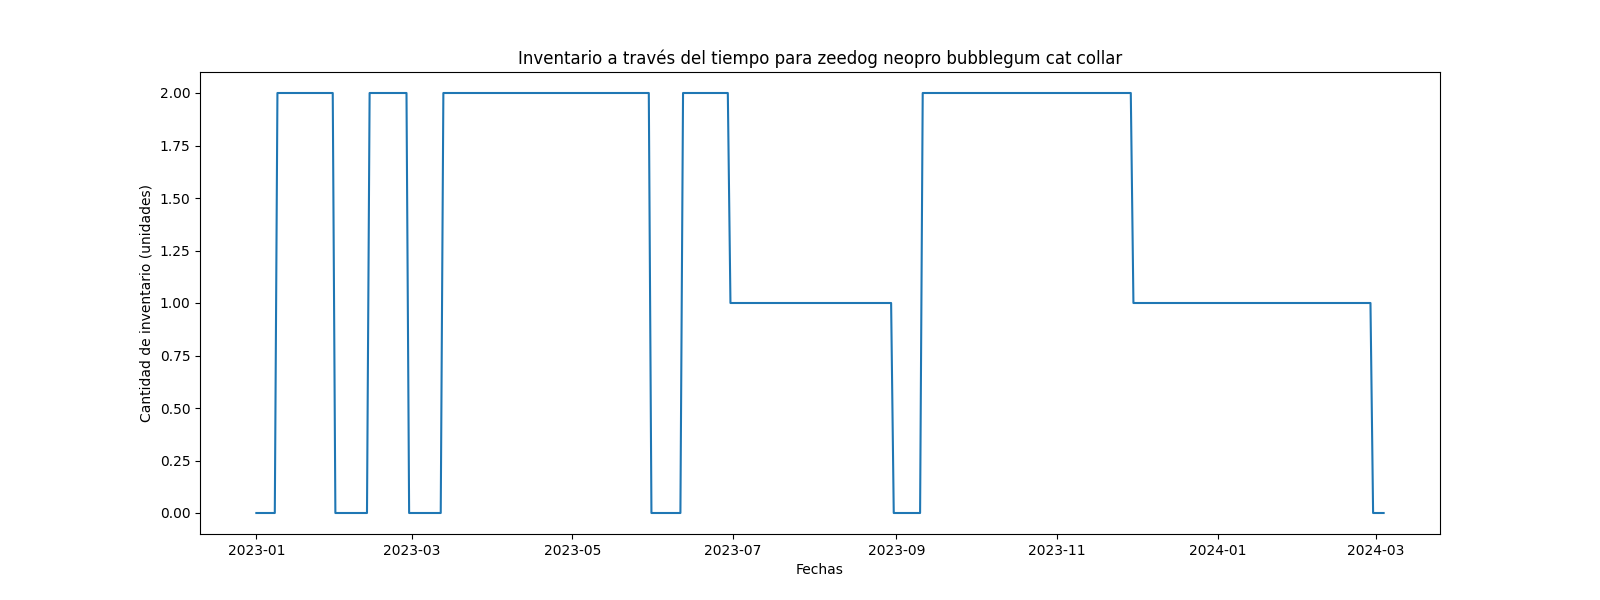 Inventario a través del tiempo para zeedog neopro bubblegum cat collar
Cantidad de inventario (unidades)
2.00
1.75
1.50
1.25
1.00
0.75
0.50
0.25
0.00
2023-01 2023-03 2023-05 2023-07 2023-09 2023-11 2024-01 2024-03
Fechas